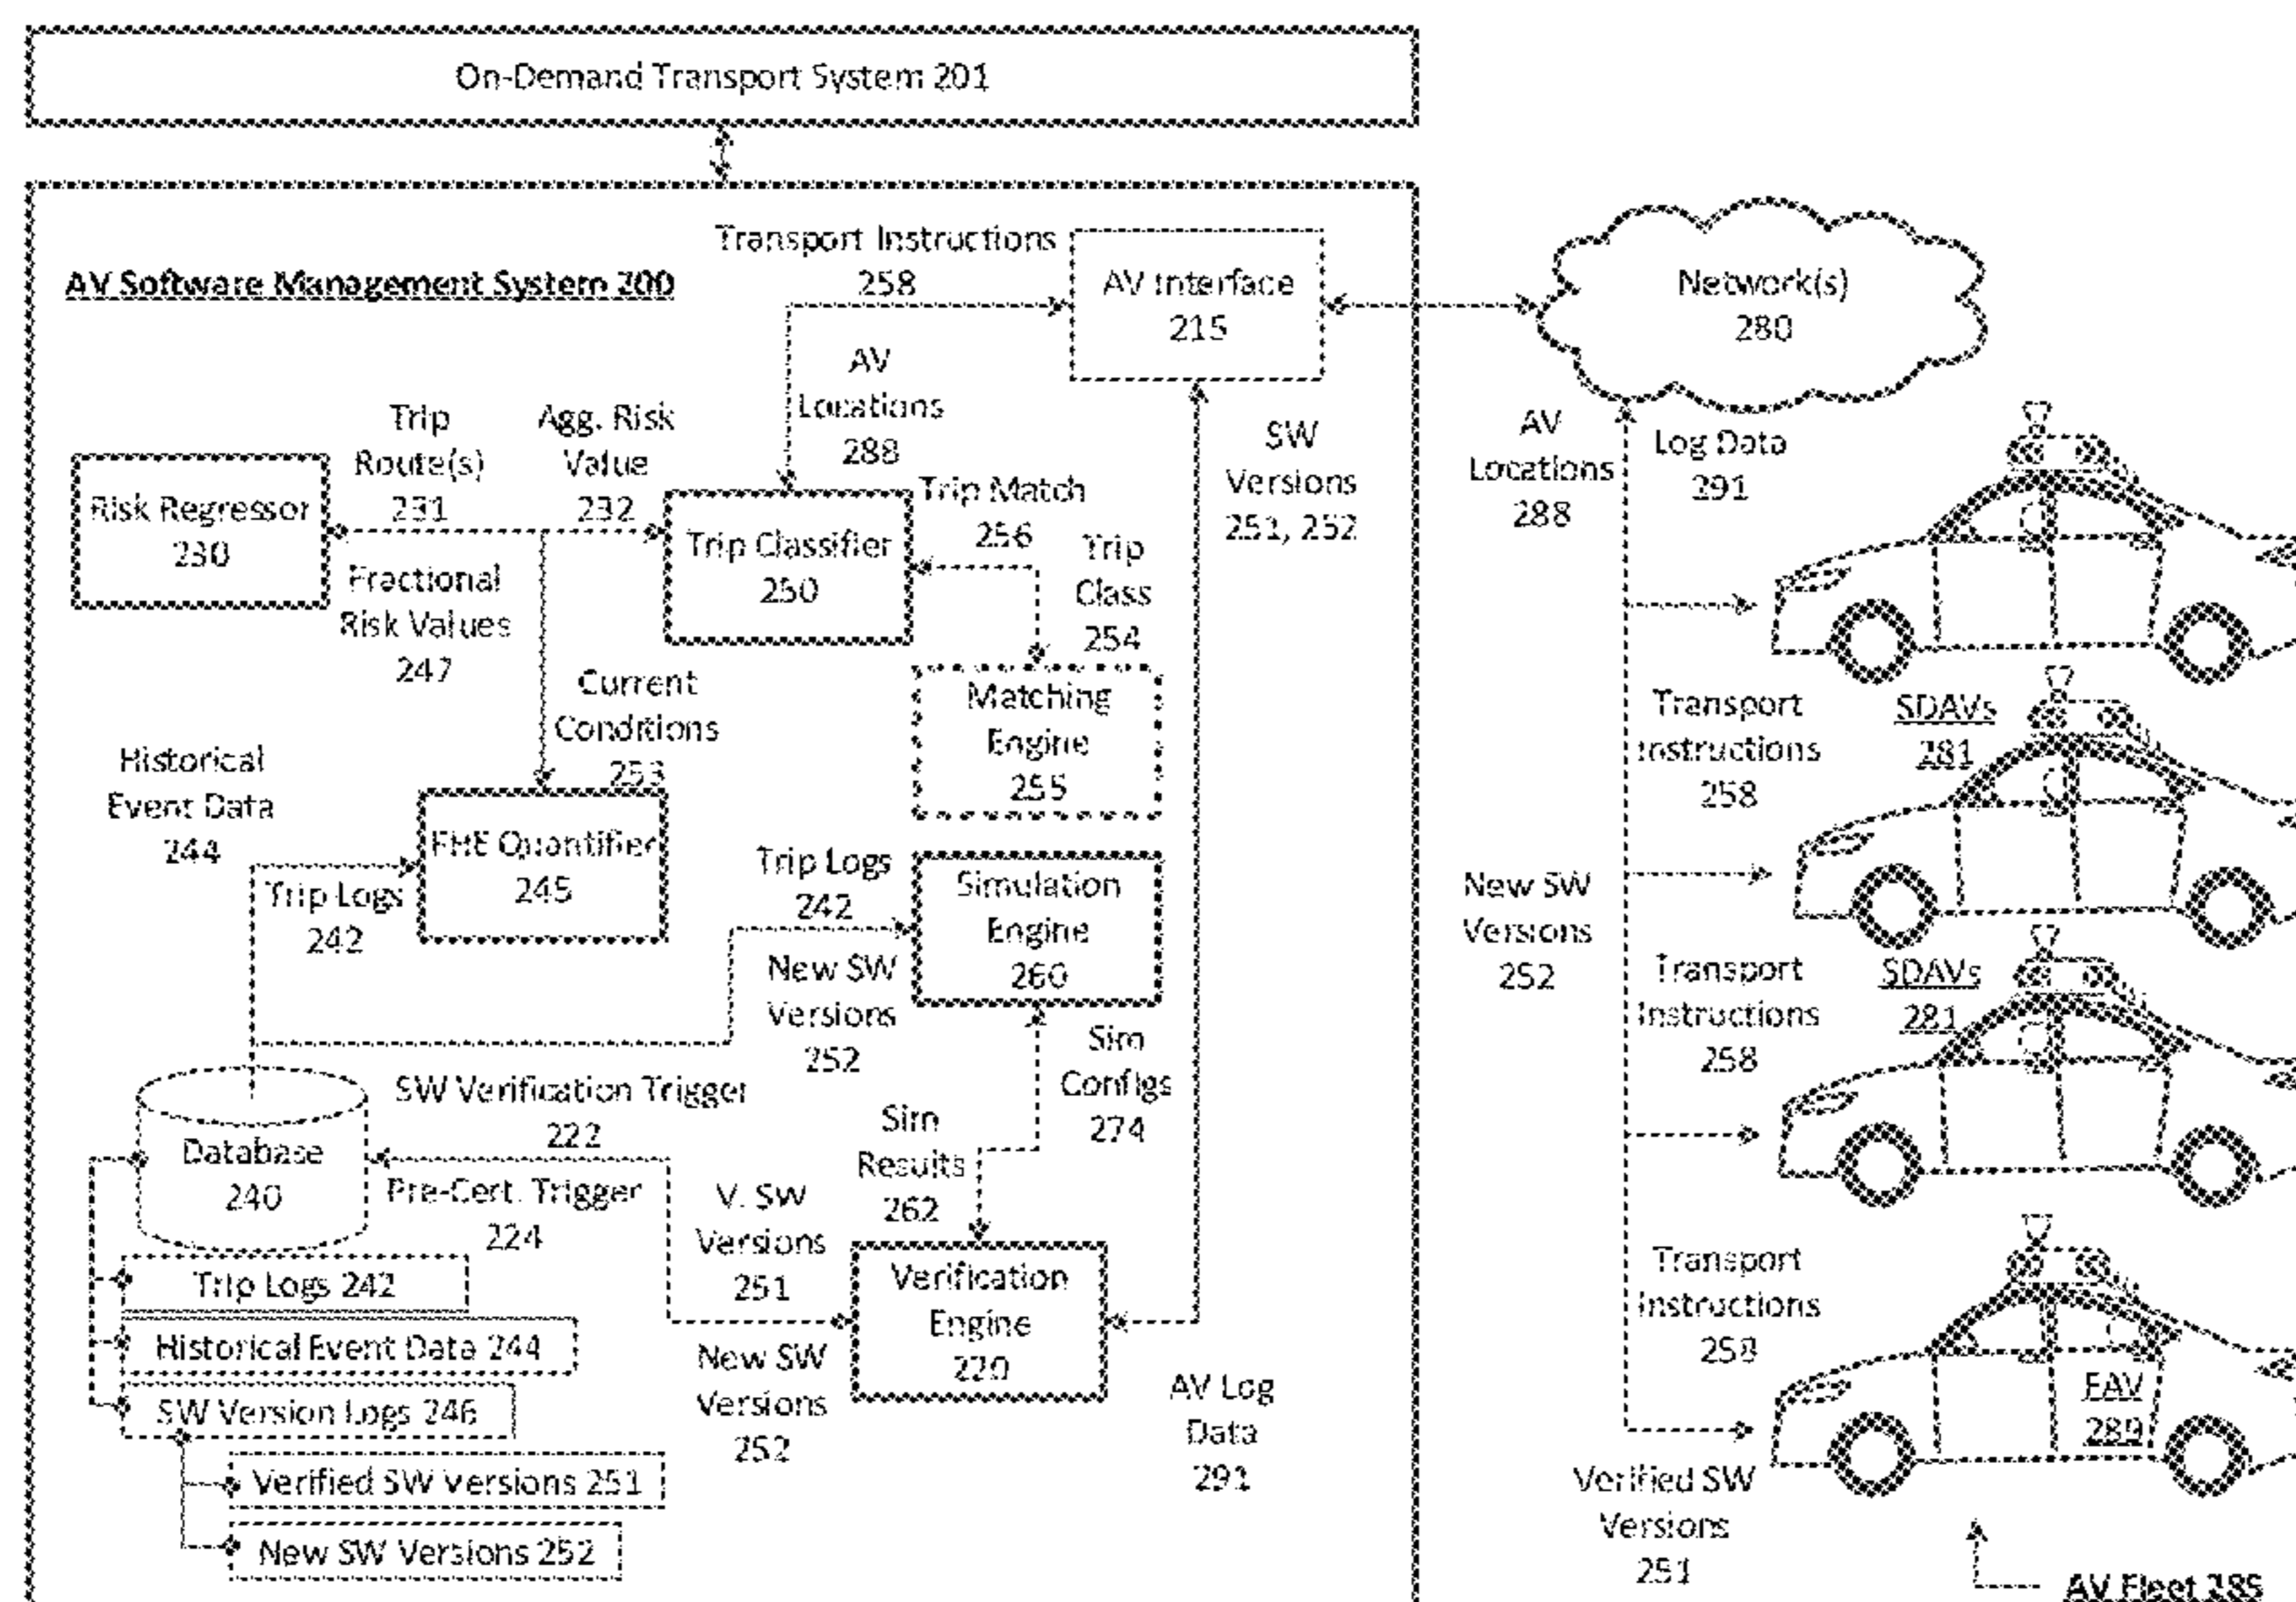 On-Demand Transport System 201
AV Software Management System 200
Transport Instructions
258
AV Interface
215
Network(s)
280
AV
Locations
288
Trip
Route(s)
231
Agg. Risk
Value
232
Risk Regressor
230
Fractional
Risk Values
247
Trip Classifier
250
Trip Match
256
Trip
Class
254
SW
Versions
251, 252
AV
Locations
288
Log Data
291
Current
Conditions
253
Matching
Engine
255
Historical
Event Data
244
Trip Logs
242
FHE Quantifier
245
Trip Logs
242
New SW
Versions
252
Simulation
Engine
260
Sim
Configs
274
Sim
Results
262
SW Verification Trigger
222
Pre-Cert. Trigger
224
Database
240
V. SW
Versions
251
New SW
Versions
252
Verification
Engine
220
AV Log
Data
291
Trip Logs 242
Historical Event Data 244
SW Version Logs 246
Verified SW Versions 251
New SW Versions 252
Transport
Instructions
258
SDAVs
281
New SW
Versions
252
Transport
Instructions
258
SDAVs
281
Transport
Instructions
258
FAV
289
Verified SW
Versions
251
AV Fleet 285